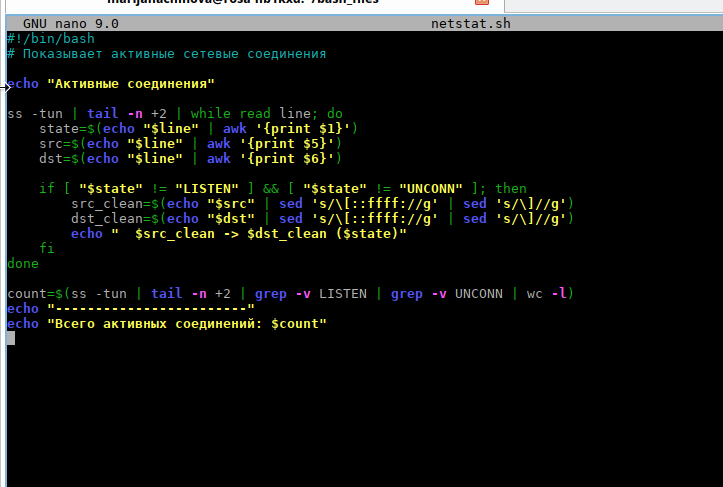 GNU nano 9.0 netstat.sh
#!/bin/bash
# Показывает активные сетевые соединения
echo "Активные соединения"
ss -tun | tail -n +2 | while read line; do
    state=$(echo "$line" | awk '{print $1}')
    src=$(echo "$line" | awk '{print $5}')
    dst=$(echo "$line" | awk '{print $6}')
    if [ "$state" != "LISTEN" ] && [ "$state" != "UNCONN" ]; then
        src_clean=$(echo "$src" | sed 's/\[::ffff://g' | sed 's/\]//g')
        dst_clean=$(echo "$dst" | sed 's/\[::ffff://g' | sed 's/\]//g')
        echo "  $src_clean -> $dst_clean ($state)"
    fi
done
count=$(ss -tun | tail -n +2 | grep -v LISTEN | grep -v UNCONN | wc -l)
echo "------------------------"
echo "Всего активных соединений: $count"